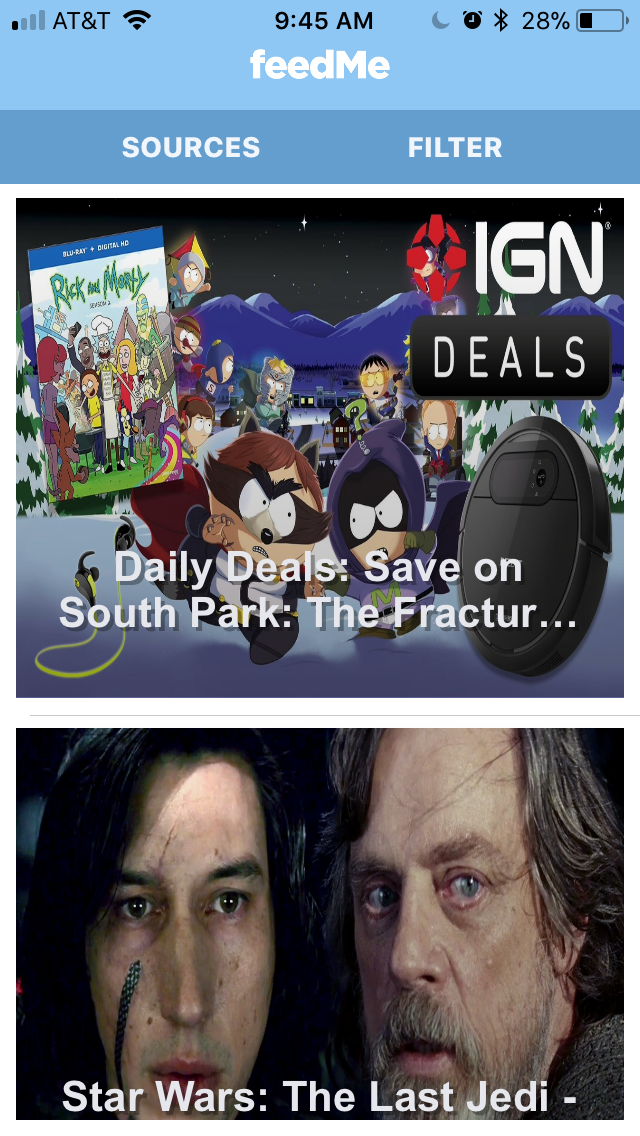 AT&T 9:45 AM 28%
feedMe
SOURCES FILTER
BLU-RAY + DIGITAL HD
Rick and Morty
IGN®
DEALS
Daily Deals: Save on
South Park: The Fractur...
M
Star Wars: The Last Jedi -